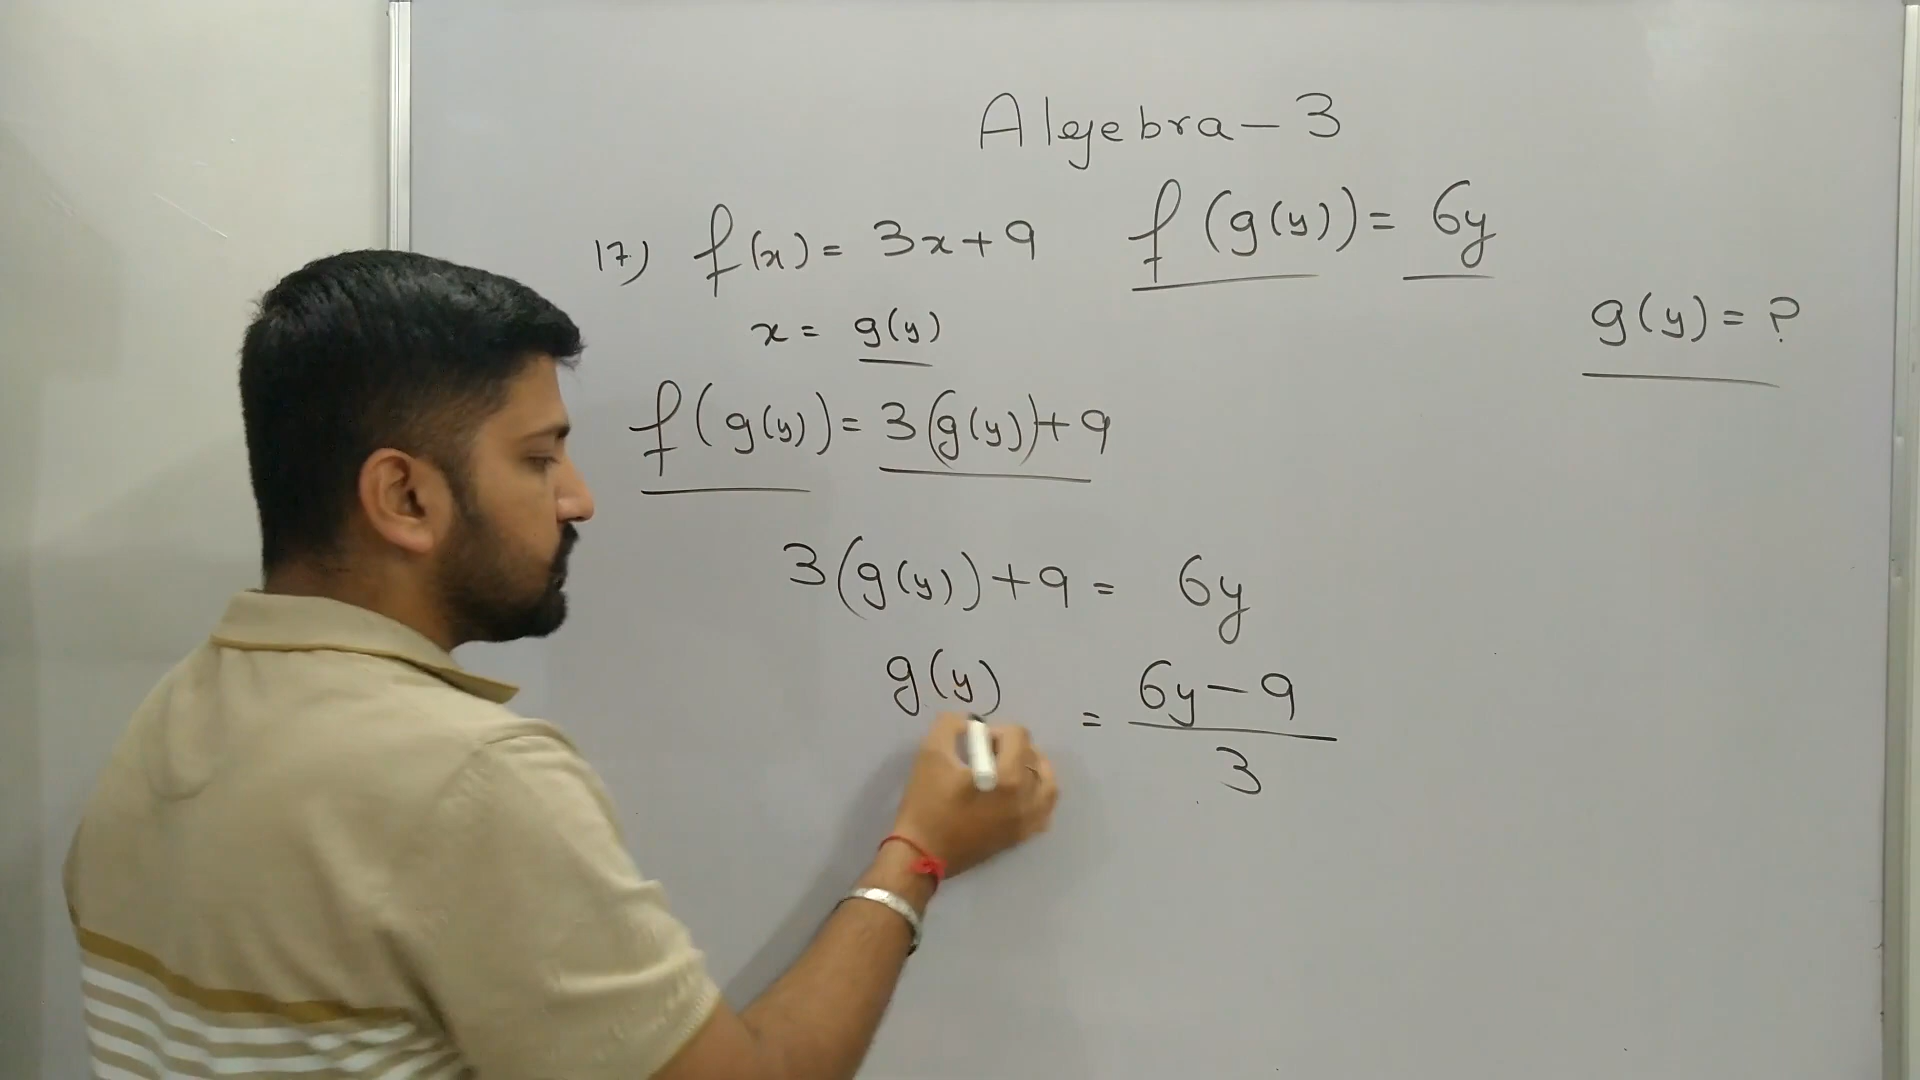 Algebra-3
17) f(x) = 3x+9 f(g(y)) = 6y
g(y) = ?
x = g(y)
f(g(y)) = 3(g(y))+9
3(g(y))+9 = 6y
g(y) = 6y-9/3